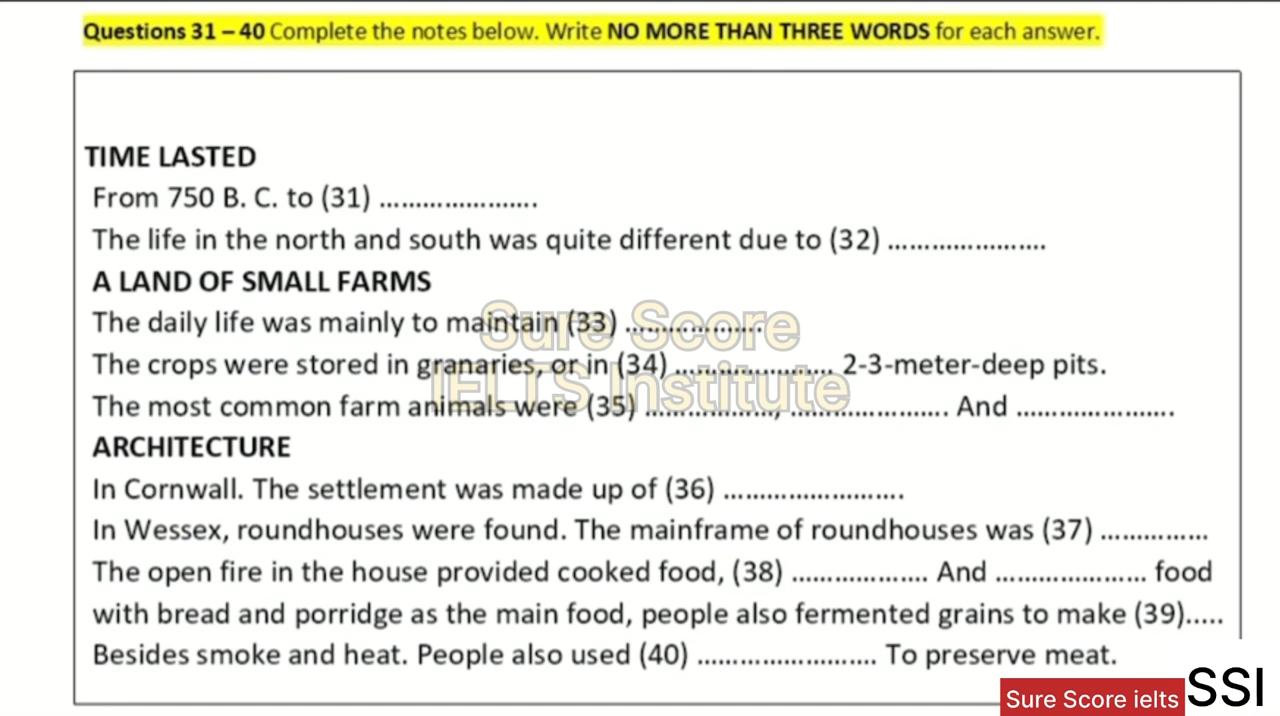 Questions 31 – 40 Complete the notes below. Write NO MORE THAN THREE WORDS for each answer.
TIME LASTED
From 750 B. C. to (31) ......................
The life in the north and south was quite different due to (32) ......................
A LAND OF SMALL FARMS
The daily life was mainly to maintain (33) ...................
The crops were stored in granaries, or in (34) ...................... 2-3-meter-deep pits.
The most common farm animals were (35) .................., ...................... And ......................
ARCHITECTURE
In Cornwall. The settlement was made up of (36) .........................
In Wessex, roundhouses were found. The mainframe of roundhouses was (37) ...............
The open fire in the house provided cooked food, (38) ................... And ..................... food
with bread and porridge as the main food, people also fermented grains to make (39).....
Besides smoke and heat. People also used (40) ......................... To preserve meat.
Sure Score
IELTS Institute
Sure Score ielts
SSI